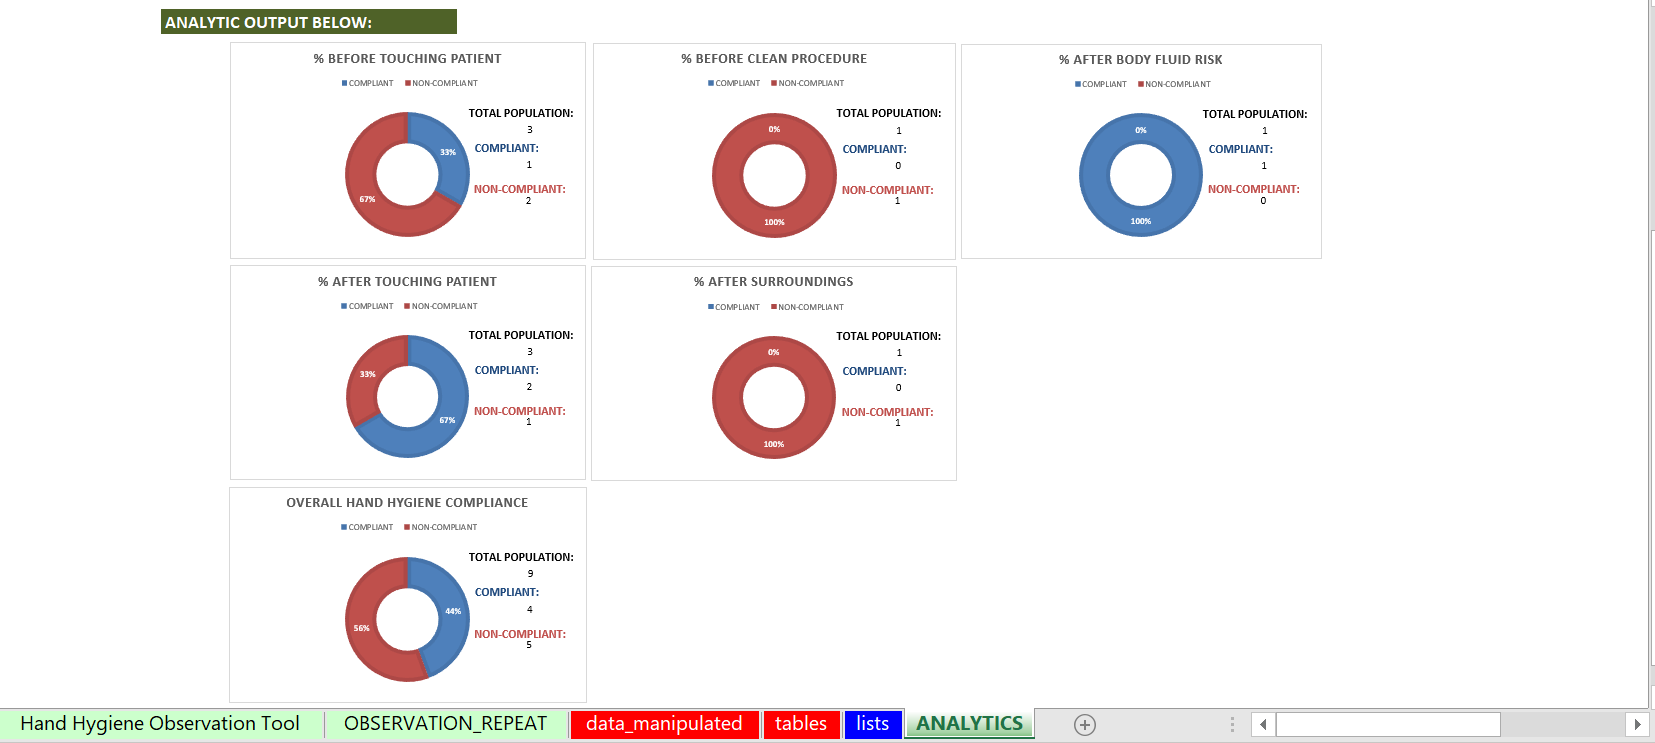 ANALYTIC OUTPUT BELOW:
% BEFORE TOUCHING PATIENT
COMPLIANT NON-COMPLIANT
TOTAL POPULATION:
3
COMPLIANT:
1
NON-COMPLIANT:
2
33%
67%
% BEFORE CLEAN PROCEDURE
COMPLIANT NON-COMPLIANT
TOTAL POPULATION:
1
COMPLIANT:
0
NON-COMPLIANT:
1
0%
100%
% AFTER BODY FLUID RISK
COMPLIANT NON-COMPLIANT
TOTAL POPULATION:
1
COMPLIANT:
1
NON-COMPLIANT:
0
0%
100%
% AFTER TOUCHING PATIENT
COMPLIANT NON-COMPLIANT
TOTAL POPULATION:
3
COMPLIANT:
2
NON-COMPLIANT:
1
33%
67%
% AFTER SURROUNDINGS
COMPLIANT NON-COMPLIANT
TOTAL POPULATION:
1
COMPLIANT:
0
NON-COMPLIANT:
1
0%
100%
OVERALL HAND HYGIENE COMPLIANCE
COMPLIANT NON-COMPLIANT
TOTAL POPULATION:
9
COMPLIANT:
4
NON-COMPLIANT:
5
44%
56%
Hand Hygiene Observation Tool OBSERVATION_REPEAT data_manipulated tables lists ANALYTICS